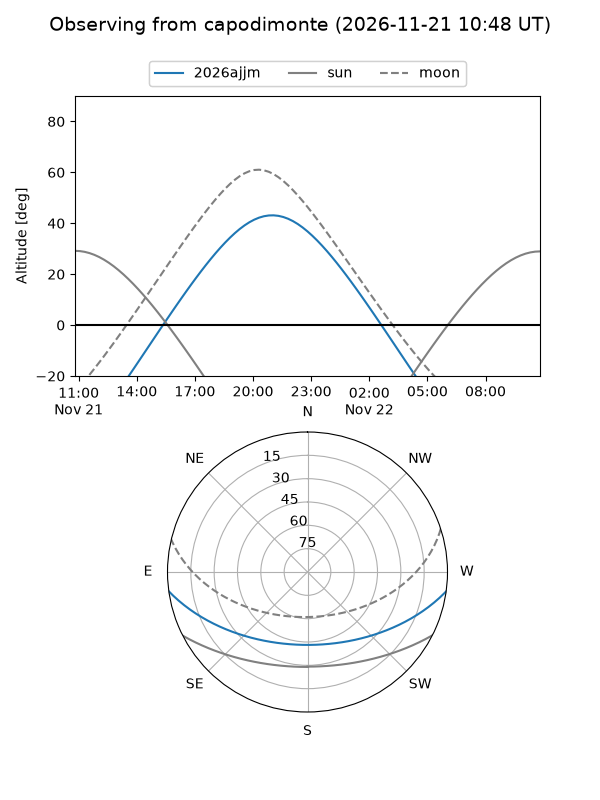 Observing from capodimonte (2026-11-21 10:48 UT)
2026ajjm sun moon
80
60
40
20
0
−20
Altitude [deg]
11:00 14:00 17:00 20:00 23:00 02:00 05:00 08:00
Nov 21 Nov 22
N
NE NW
15
30
45
60
75
E W
SE SW
S